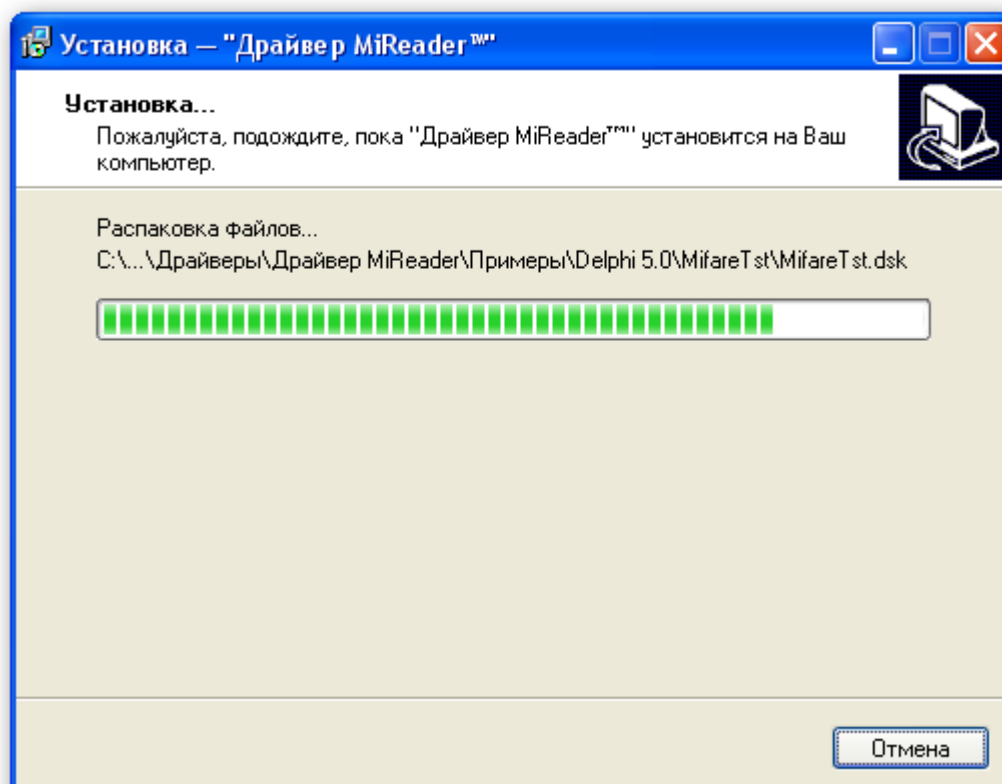 Установка — "Драйвер MiReader™"
Установка...
Пожалуйста, подождите, пока "Драйвер MiReader™" установится на Ваш
компьютер.
Распаковка файлов...
C:\...\Драйверы\Драйвер MiReader\Примеры\Delphi 5.0\MifareTst\MifareTst.dsk
Отмена